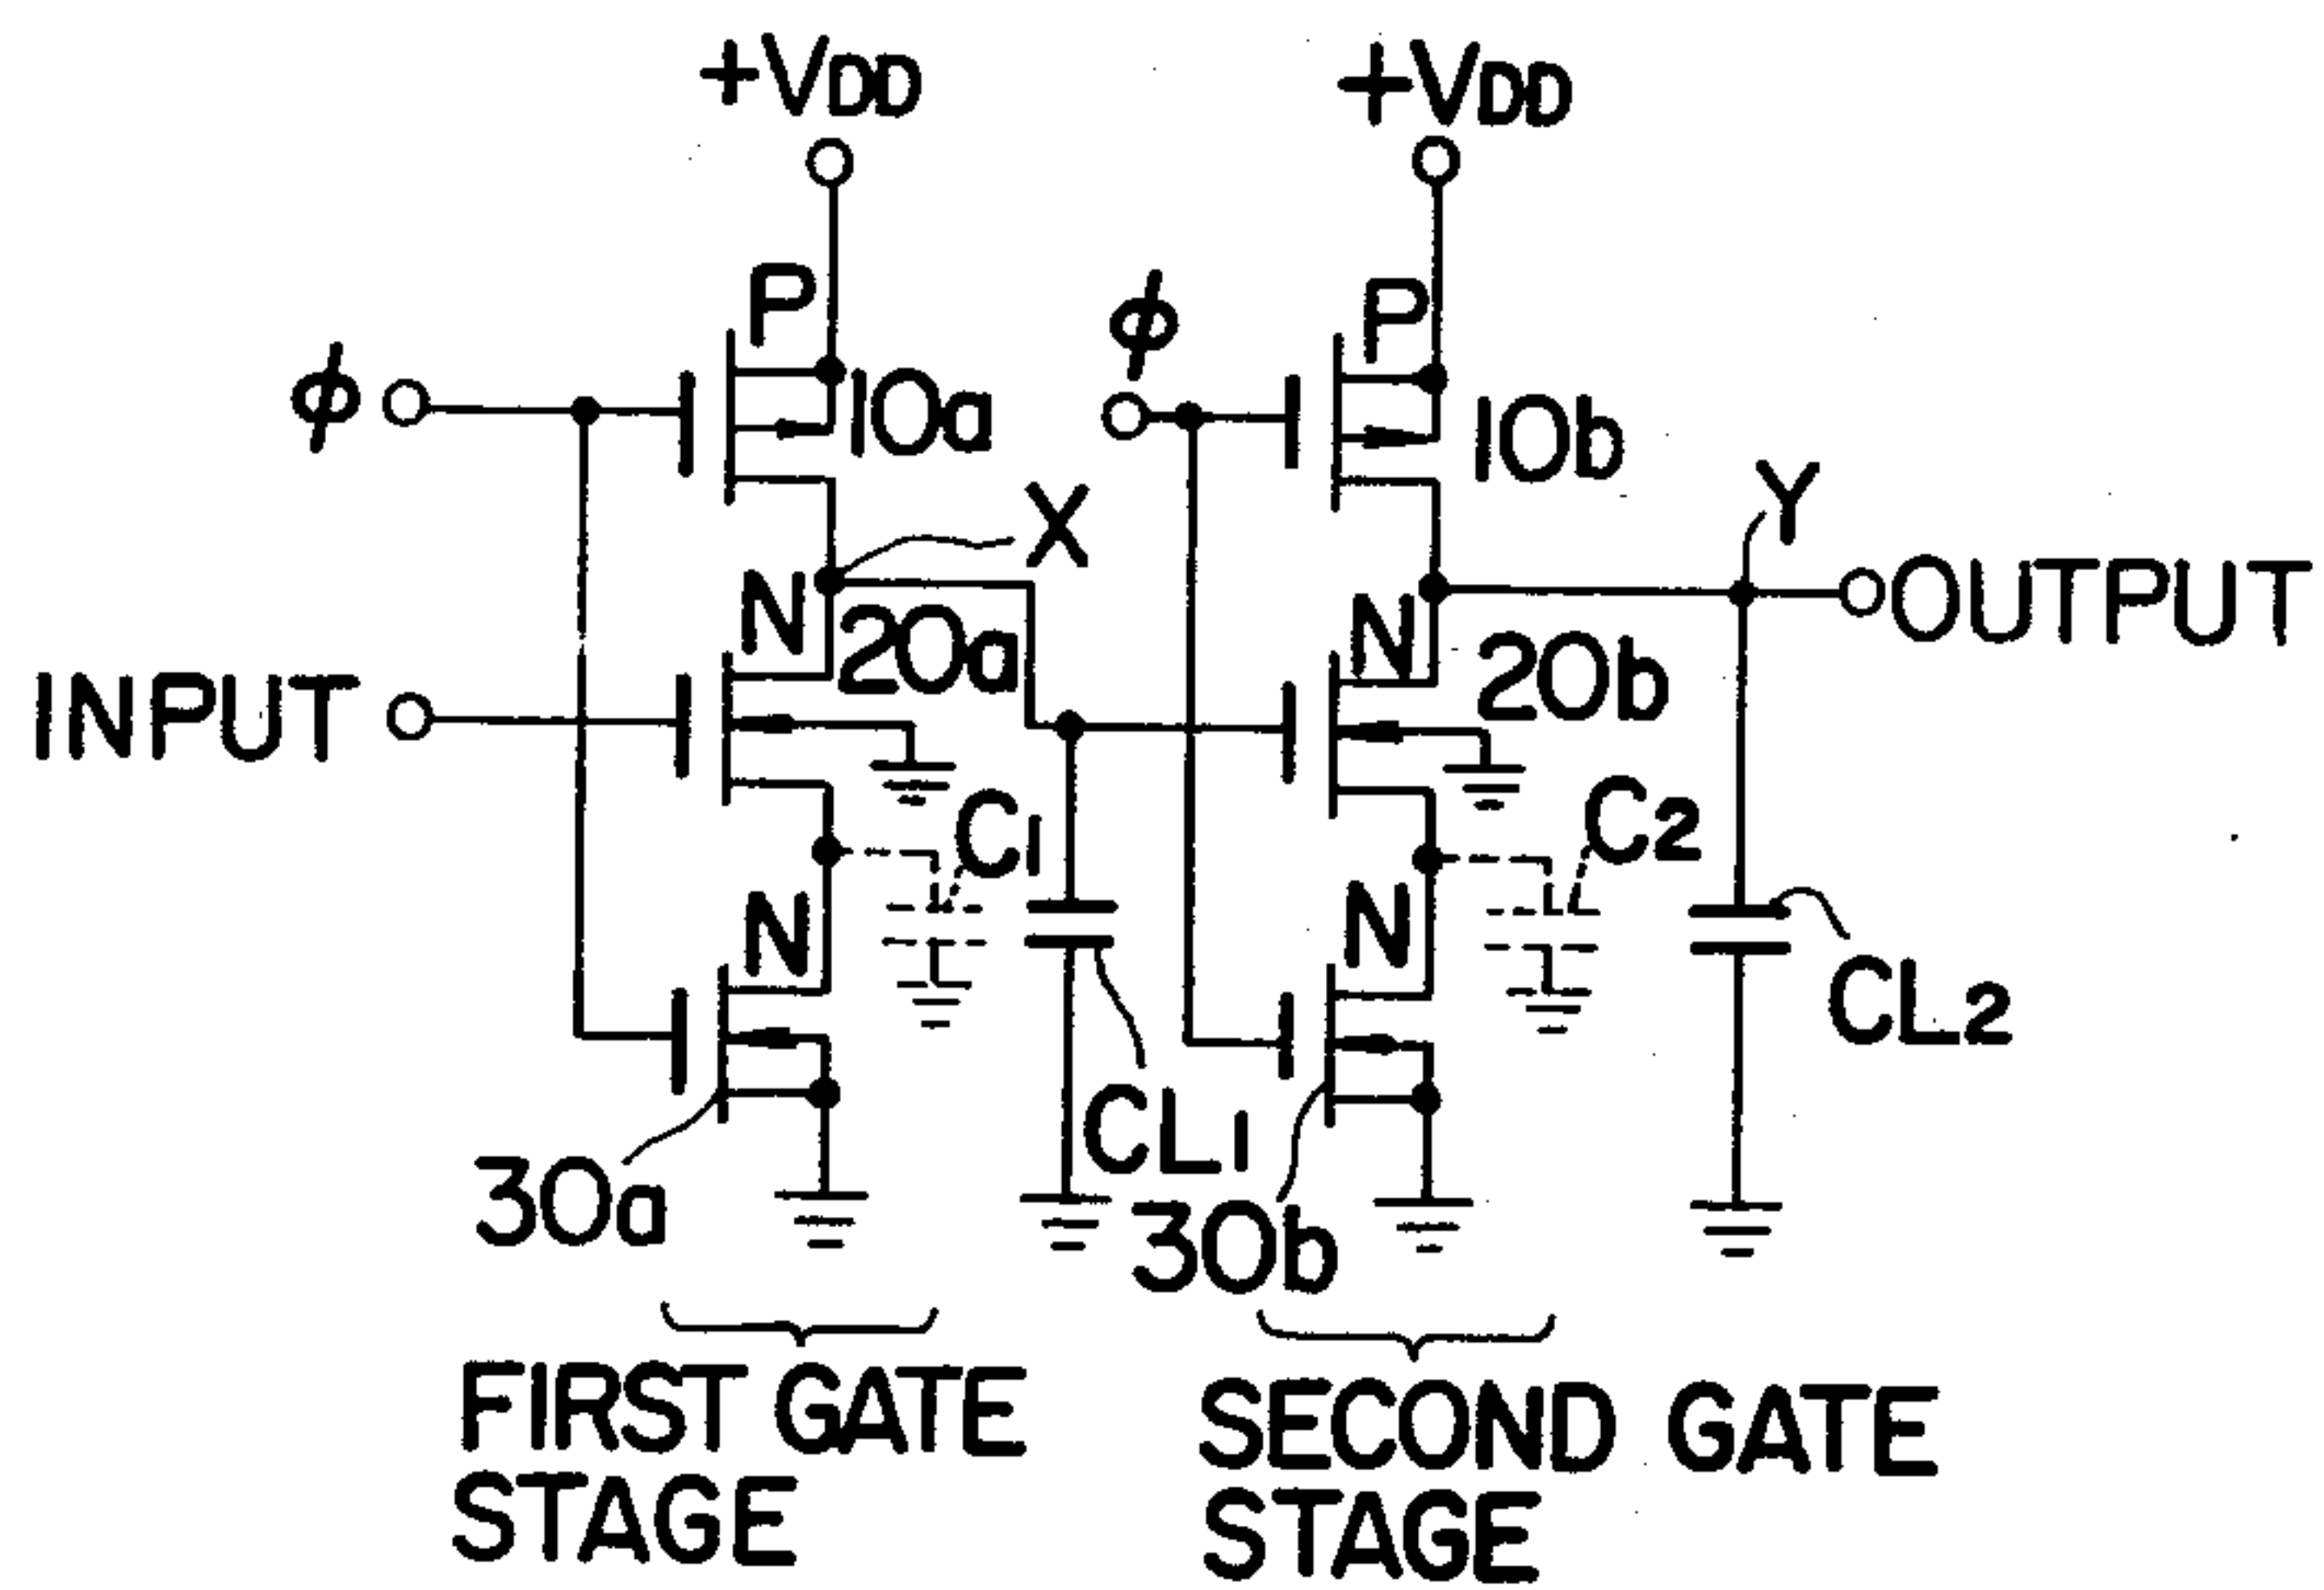 +VDD
+VDD
P
P
ϕ
ϕ
10a
10b
X
Y
N
20a
N
20b
OUTPUT
INPUT
C1
C2
N
N
CL2
CL1
30a
30b
FIRST GATE
STAGE
SECOND GATE
STAGE